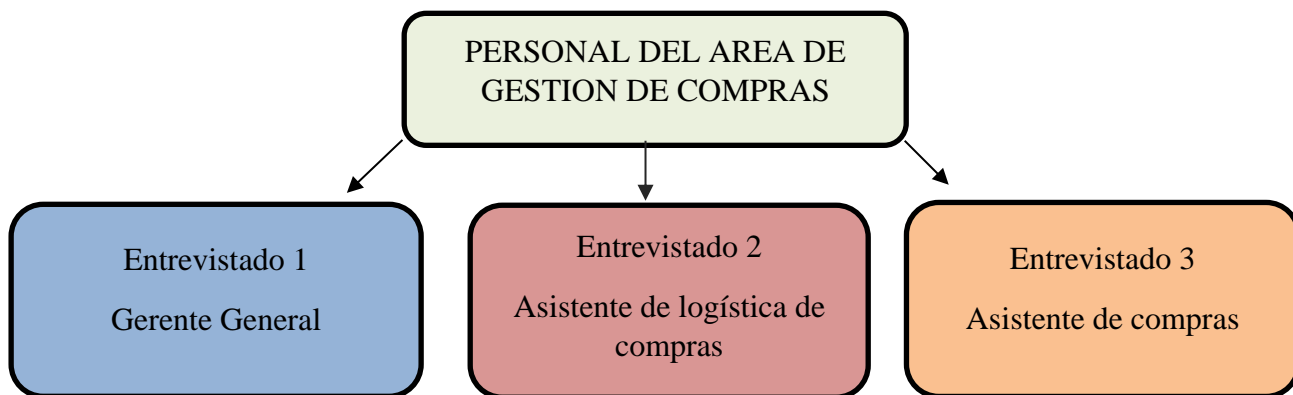 PERSONAL DEL AREA DE
GESTION DE COMPRAS
Entrevistado 1
Gerente General
Entrevistado 2
Asistente de logística de
compras
Entrevistado 3
Asistente de compras